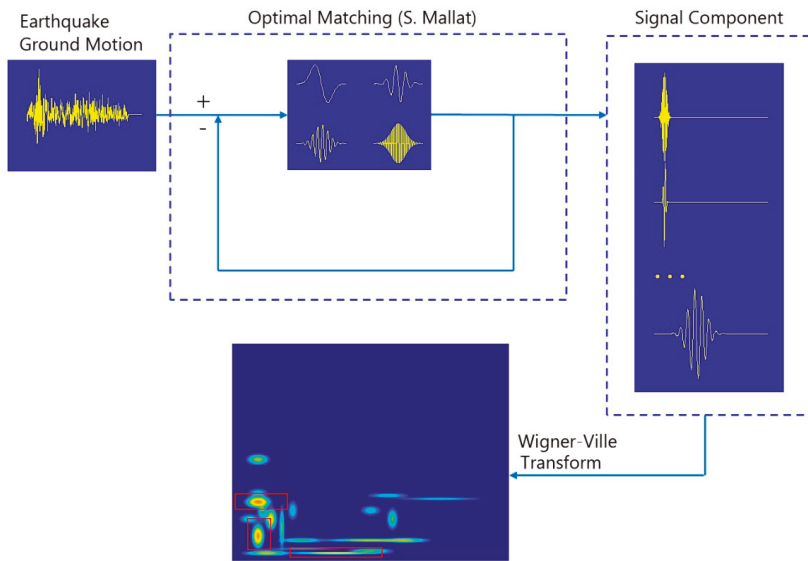 Earthquake
Ground Motion
Optimal Matching (S. Mallat)
Signal Component
+
-
Wigner-Ville
Transform